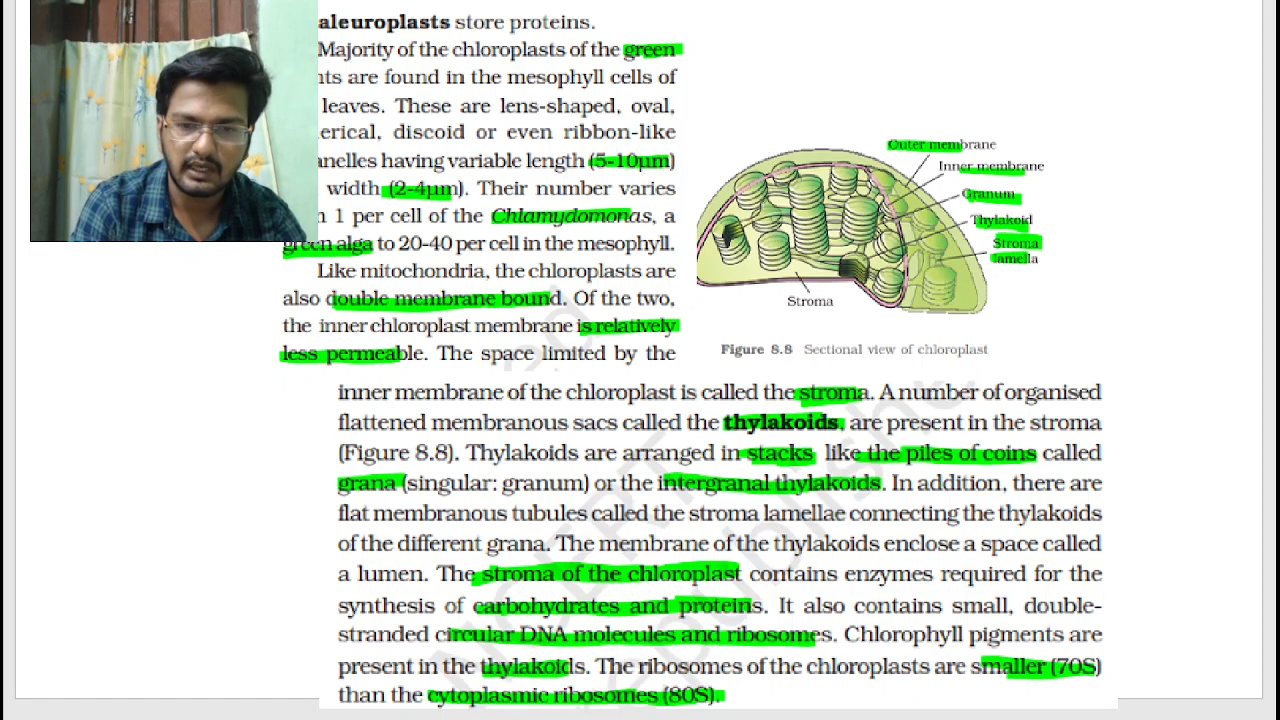 aleuroplasts store proteins.
Majority of the chloroplasts of the green
are found in the mesophyll cells of
leaves. These are lens-shaped, oval,
discoid or even ribbon-like
having variable length (5-10µm)
width (2-4µm). Their number varies
1 per cell of the Chlamydomonas, a
green alga to 20-40 per cell in the mesophyll.
Like mitochondria, the chloroplasts are
also double membrane bound. Of the two,
the inner chloroplast membrane is relatively
less permeable. The space limited by the
Outer membrane
Inner membrane
Granum
Thylakoid
Stroma
lamella
Stroma
Figure 8.8 Sectional view of chloroplast
inner membrane of the chloroplast is called the stroma. A number of organised
flattened membranous sacs called the thylakoids, are present in the stroma
(Figure 8.8). Thylakoids are arranged in stacks like the piles of coins called
grana (singular: granum) or the intergranal thylakoids. In addition, there are
flat membranous tubules called the stroma lamellae connecting the thylakoids
of the different grana. The membrane of the thylakoids enclose a space called
a lumen. The stroma of the chloroplast contains enzymes required for the
synthesis of carbohydrates and proteins. It also contains small, double-
stranded circular DNA molecules and ribosomes. Chlorophyll pigments are
present in the thylakoids. The ribosomes of the chloroplasts are smaller (70S)
than the cytoplasmic ribosomes (80S).